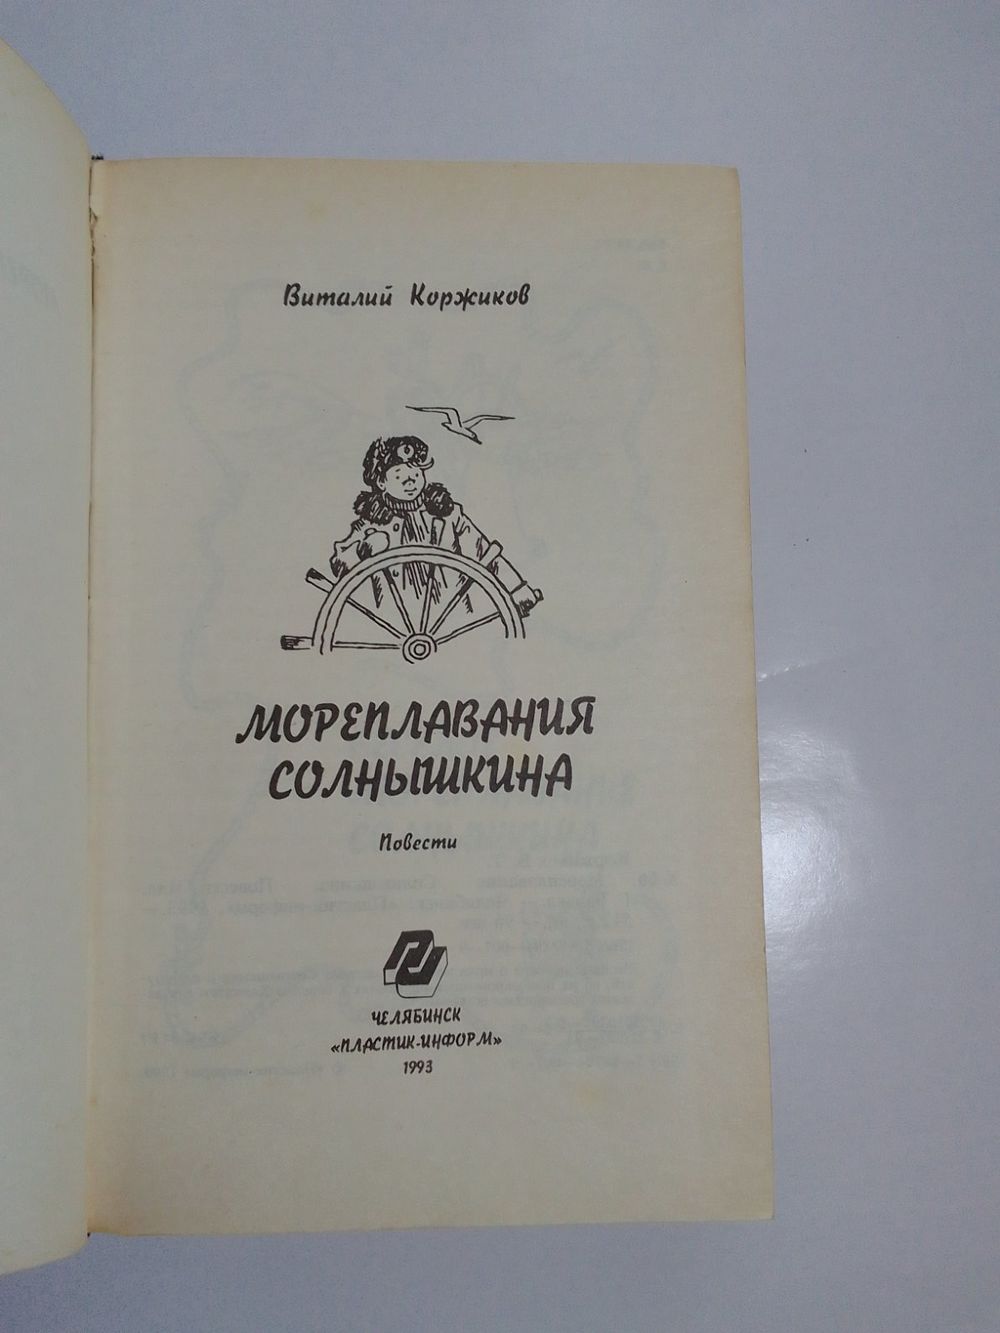 Виталий Коржиков
МОРЕПЛАВАНИЯ
СОЛНЫШКИНА
Повести
ЧЕЛЯБИНСК
«ПЛАСТИК-ИНФОРМ»
1993